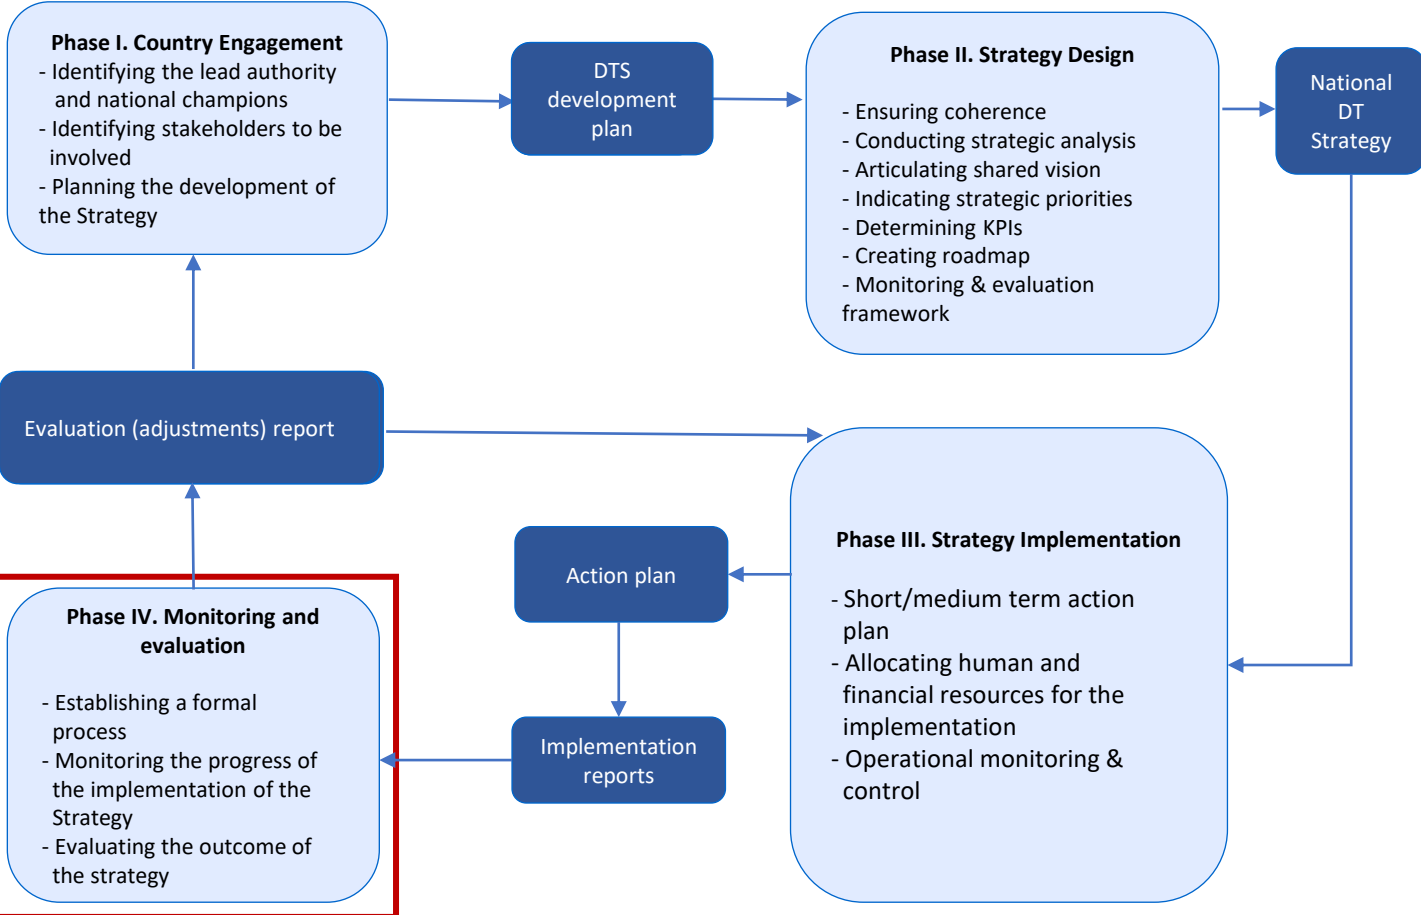 Phase I. Country Engagement
- Identifying the lead authority
and national champions
- Identifying stakeholders to be
involved
- Planning the development of
the Strategy
DTS
development
plan
Phase II. Strategy Design
- Ensuring coherence
- Conducting strategic analysis
- Articulating shared vision
- Indicating strategic priorities
- Determining KPIs
- Creating roadmap
- Monitoring & evaluation
framework
National
DT
Strategy
Evaluation (adjustments) report
Phase III. Strategy Implementation
- Short/medium term action
plan
- Allocating human and
financial resources for the
implementation
- Operational monitoring &
control
Action plan
Implementation
reports
Phase IV. Monitoring and
evaluation
- Establishing a formal
process
- Monitoring the progress of
the implementation of the
Strategy
- Evaluating the outcome of
the strategy